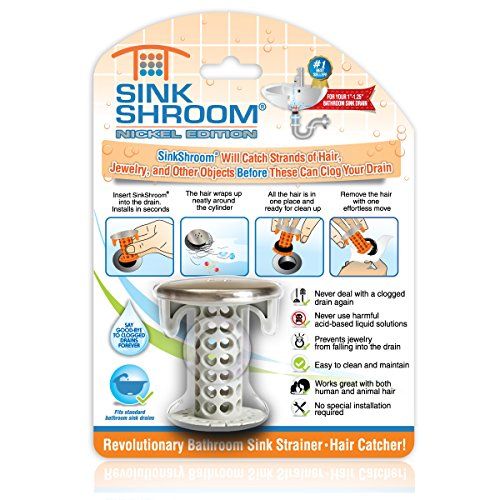 SINK
SHROOM®
NICKEL EDITION
#1
BEST
SELLER!
FOR YOUR 1"-1.25"
BATHROOM SINK DRAIN
SinkShroom® Will Catch Strands of Hair,
Jewelry, and Other Objects Before These Can Clog Your Drain
Insert SinkShroom®
into the drain.
Installs in seconds
The hair wraps up
neatly around
the cylinder
All the hair is in
one place and
ready for clean up
Remove the hair
with one
effortless move
SAY
GOOD-BYE
TO CLOGGED
DRAINS
FOREVER!
Fits standard
bathroom sink drains
Never deal with a clogged
drain again
Never use harmful
acid-based liquid solutions
Prevents jewelry
from falling into the drain
Easy to clean and maintain
Works great with both
human and animal hair
No special installation
required
Revolutionary Bathroom Sink Strainer • Hair Catcher!